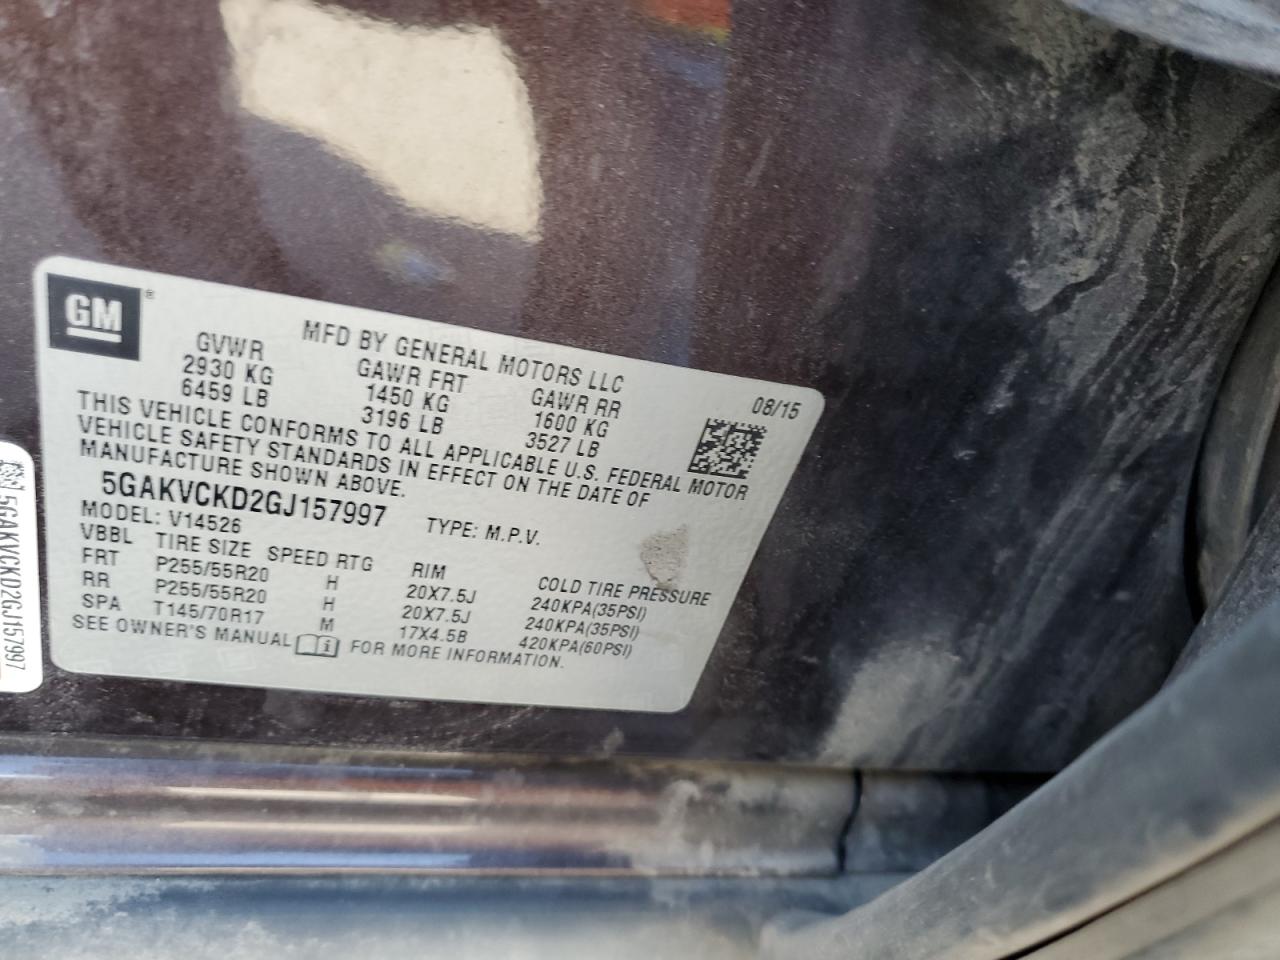 GM ®
MFD BY GENERAL MOTORS LLC
08/15
GVWR GAWR FRT GAWR RR
2930 KG 1450 KG 1600 KG
6459 LB 3196 LB 3527 LB
THIS VEHICLE CONFORMS TO ALL APPLICABLE U.S. FEDERAL MOTOR
VEHICLE SAFETY STANDARDS IN EFFECT ON THE DATE OF
MANUFACTURE SHOWN ABOVE.
5GAKVCKD2GJ157997 TYPE: M.P.V.
MODEL: V14526
VBBL TIRE SIZE SPEED RTG RIM COLD TIRE PRESSURE
FRT P255/55R20 H 20X7.5J 240KPA(35PSI)
RR P255/55R20 H 20X7.5J 240KPA(35PSI)
SPA T145/70R17 M 17X4.5B 420KPA(60PSI)
SEE OWNER'S MANUAL i FOR MORE INFORMATION.
5GAKVCKD2GJ157997